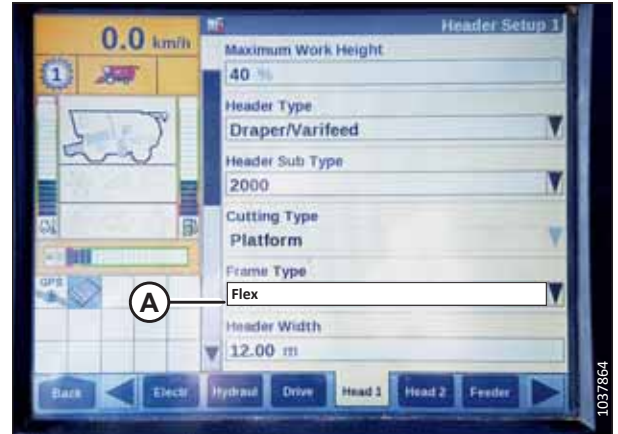 0.0 km/h
Header Setup 1
Maximum Work Height
40 %
1
Header Type
Draper/Varifeed
Header Sub Type
2000
Cutting Type
Platform
GPS
Frame Type
A
Flex
Header Width
12.00 m
Back
Electr
Hydraul
Drive
Head 1
Head 2
Feeder
1037864